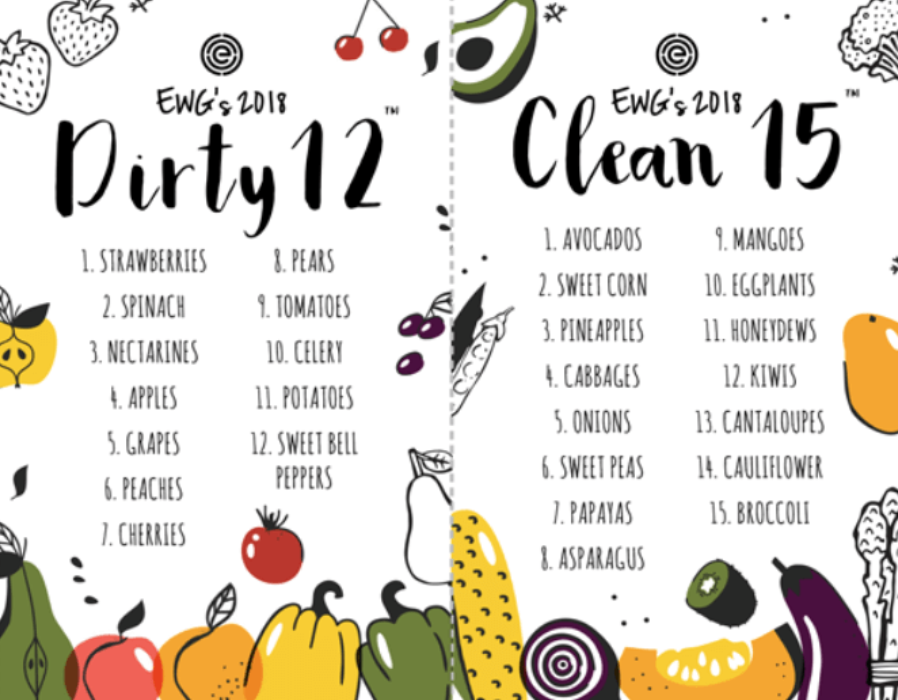 EWG's 2018
Dirty 12™
1. STRAWBERRIES
2. SPINACH
3. NECTARINES
4. APPLES
5. GRAPES
6. PEACHES
7. CHERRIES
8. PEARS
9. TOMATOES
10. CELERY
11. POTATOES
12. SWEET BELL
PEPPERS
EWG's 2018
Clean 15™
1. AVOCADOS
2. SWEET CORN
3. PINEAPPLES
4. CABBAGES
5. ONIONS
6. SWEET PEAS
7. PAPAYAS
8. ASPARAGUS
9. MANGOES
10. EGGPLANTS
11. HONEYDEWS
12. KIWIS
13. CANTALOUPES
14. CAULIFLOWER
15. BROCCOLI